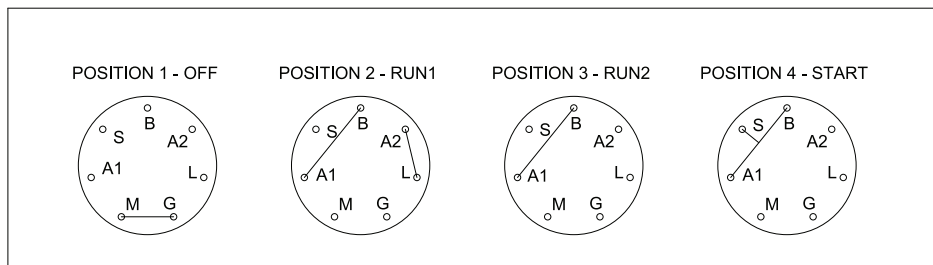 POSITION 1 - OFF
B
S
A2
A1
L
M G
POSITION 2 - RUN1
B
S
A2
A1
L
M G
POSITION 3 - RUN2
B
S
A2
A1
L
M G
POSITION 4 - START
B
S
A2
A1
L
M G